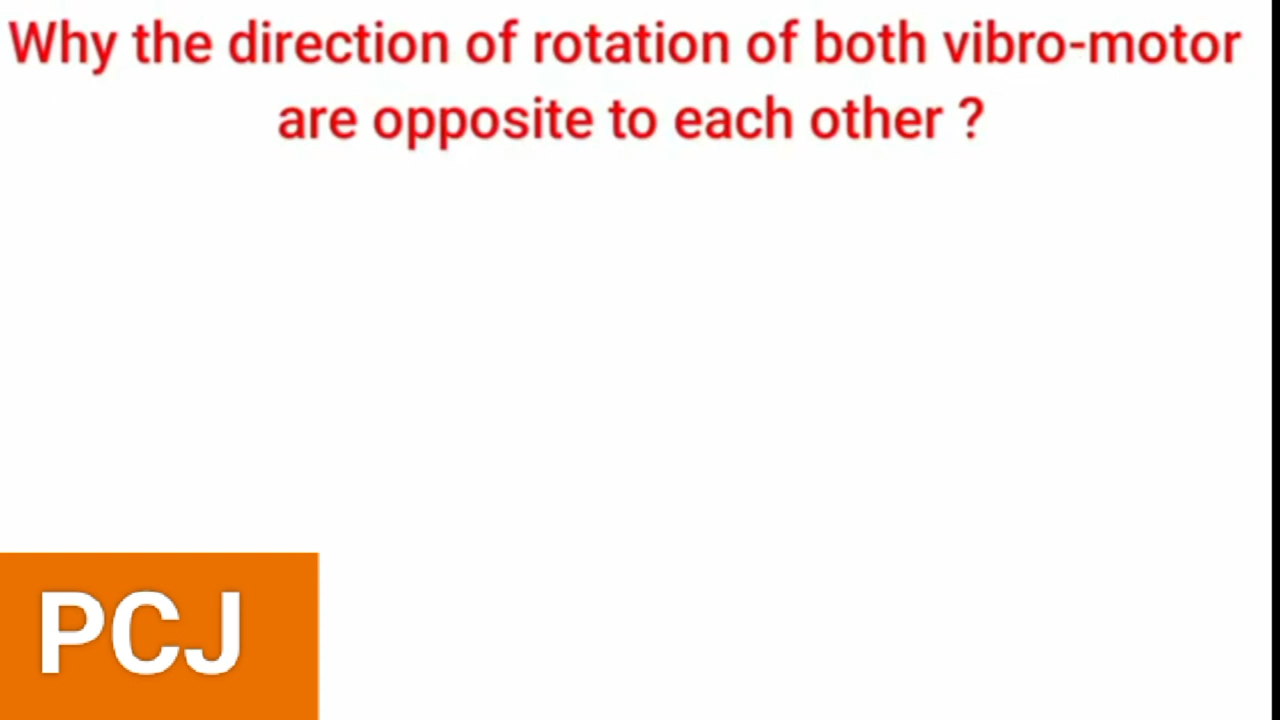 Why the direction of rotation of both vibro-motor
are opposite to each other ?
PCJ